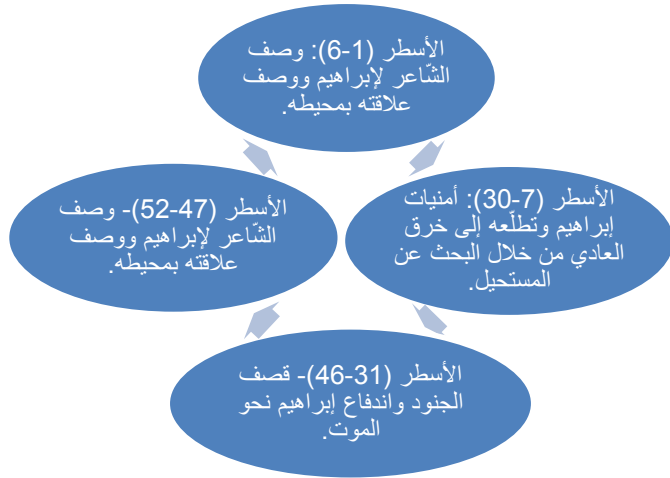 الأسطر (1-6): وصف
الشّاعر لإبراهيم ووصف
علاقته بمحيطه.
الأسطر (7-30): أمنيات
إبراهيم وتطلّعه إلى خرق
العادي من خلال البحث عن
المستحيل.
الأسطر (31-46)- قصف
الجنود واندفاع إبراهيم نحو
الموت.
الأسطر (47-52)- وصف
الشّاعر لإبراهيم ووصف
علاقته بمحيطه.